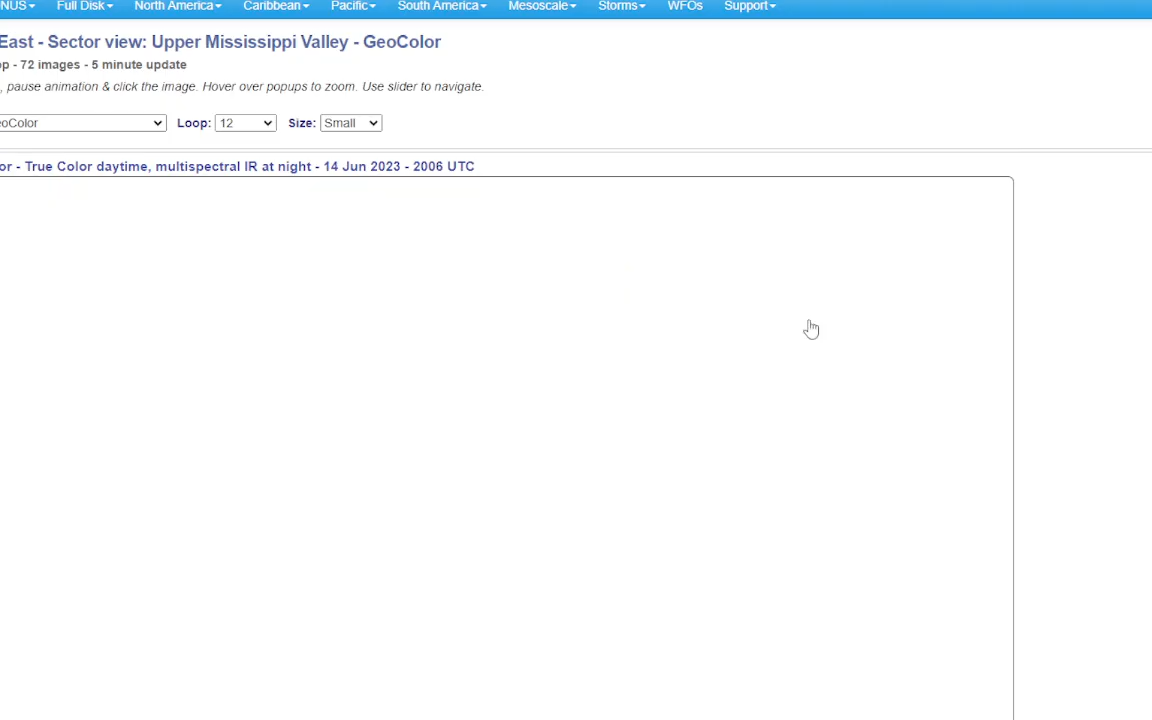 NUS Full Disk North America Caribbean Pacific South America Mesoscale Storms WFOs Support
East - Sector view: Upper Mississippi Valley - GeoColor
op - 72 images - 5 minute update
, pause animation & click the image. Hover over popups to zoom. Use slider to navigate.
eoColor Loop: 12 Size: Small
or - True Color daytime, multispectral IR at night - 14 Jun 2023 - 2006 UTC